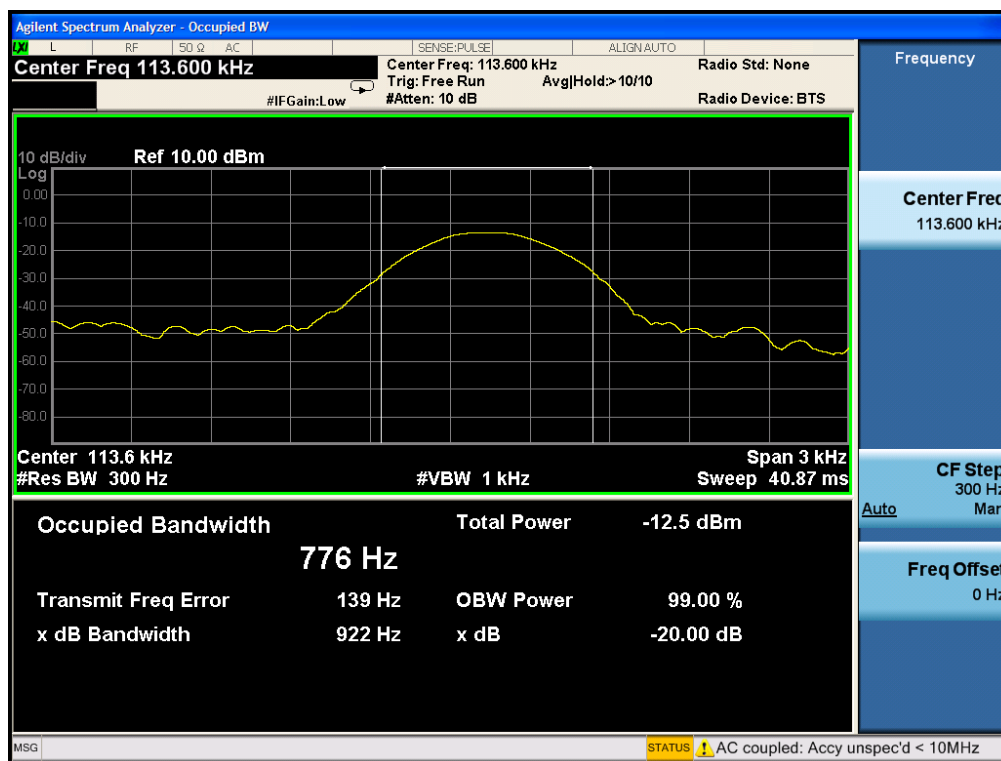 Agilent Spectrum Analyzer - Occupied BW
LXI L RF 50 Ω AC SENSE:PULSE ALIGN AUTO
Center Freq 113.600 kHz
Center Freq: 113.600 kHz
Radio Std: None
Trig: Free Run Avg|Hold:>10/10
#IFGain:Low
#Atten: 10 dB
Radio Device: BTS
10 dB/div Ref 10.00 dBm
Log
0.00
-10.0
-20.0
-30.0
-40.0
-50.0
-60.0
-70.0
-80.0
Center 113.6 kHz
Span 3 kHz
#Res BW 300 Hz
#VBW 1 kHz
Sweep 40.87 ms
Occupied Bandwidth
776 Hz
Total Power -12.5 dBm
Transmit Freq Error 139 Hz
OBW Power 99.00 %
x dB Bandwidth 922 Hz
x dB -20.00 dB
Frequency
Center Freq
113.600 kHz
CF Step
300 Hz
Auto Man
Freq Offset
0 Hz
MSG
STATUS
AC coupled: Accy unspec'd < 10MHz